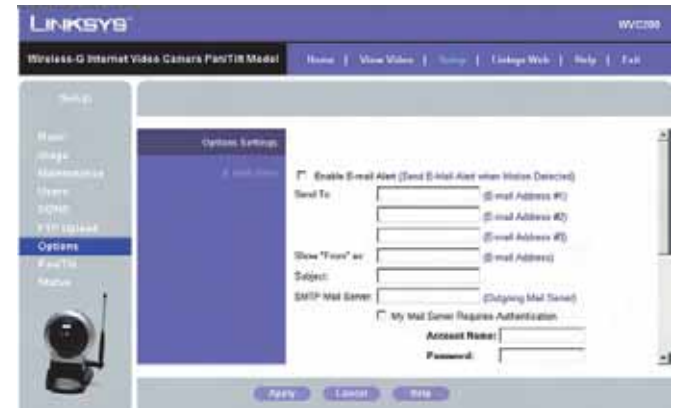 LINKSYS
WVC200
Wireless-G Internet Video Camera Pan/Tilt Model
Home | View Video | Setup | Linksys Web | Help | Exit
Setup
Basic
Image
Maintenance
Users
DDNS
FTP Upload
Options
Pan/Tilt
Status
Options Settings
E-Mail Alert
Enable E-mail Alert (Send E-Mail Alert when Motion Detected)
Send To: (E-mail Address #1)
(E-mail Address #2)
(E-mail Address #3)
Show "From" as: (E-mail Address)
Subject:
SMTP Mail Server: (Outgoing Mail Server)
My Mail Server Requires Authentication
Account Name:
Password:
Apply Cancel Help